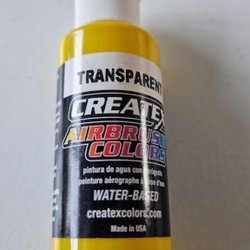 TRANSPARENT
CREATEX
AIRBRUSH
COLORS
pintura de agua con aerógrafo
peinture aérographe à base d'eau
WATER-BASED
createxcolors.com
Made in USA